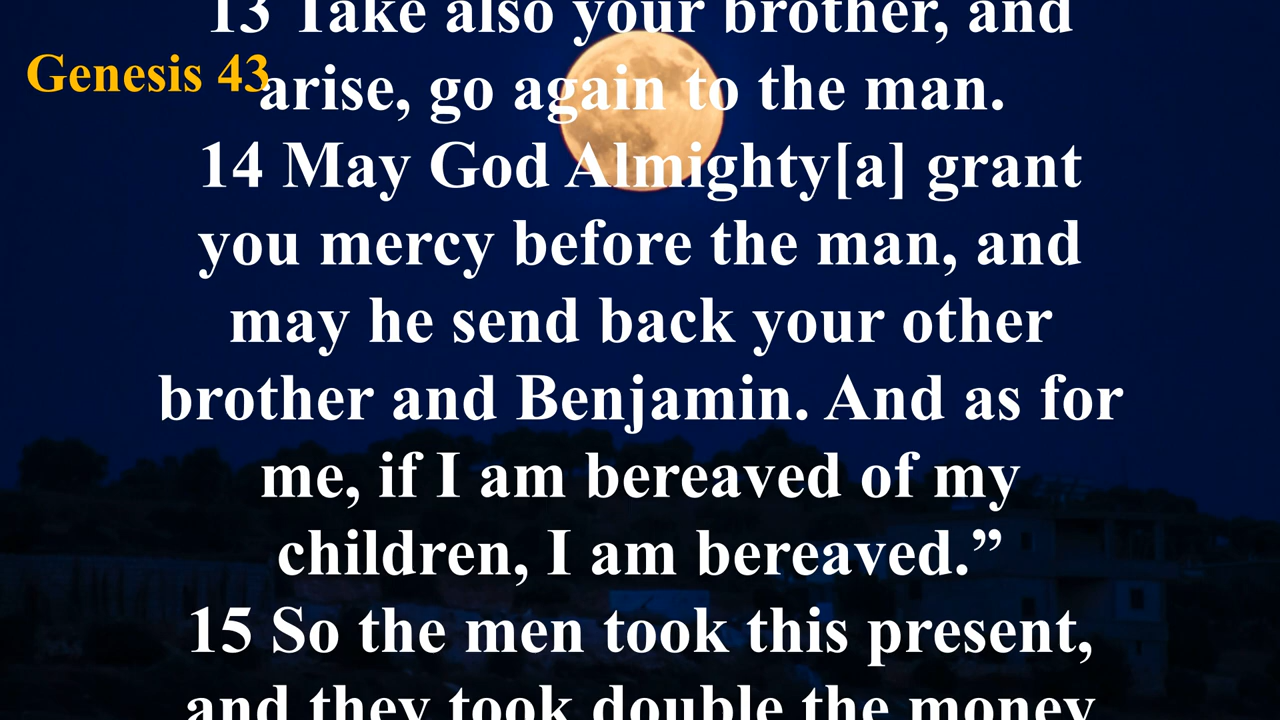 13 Take also your brother, and
Genesis 43
arise, go again to the man.
14 May God Almighty[a] grant
you mercy before the man, and
may he send back your other
brother and Benjamin. And as for
me, if I am bereaved of my
children, I am bereaved.”
15 So the men took this present,
and they took double the money